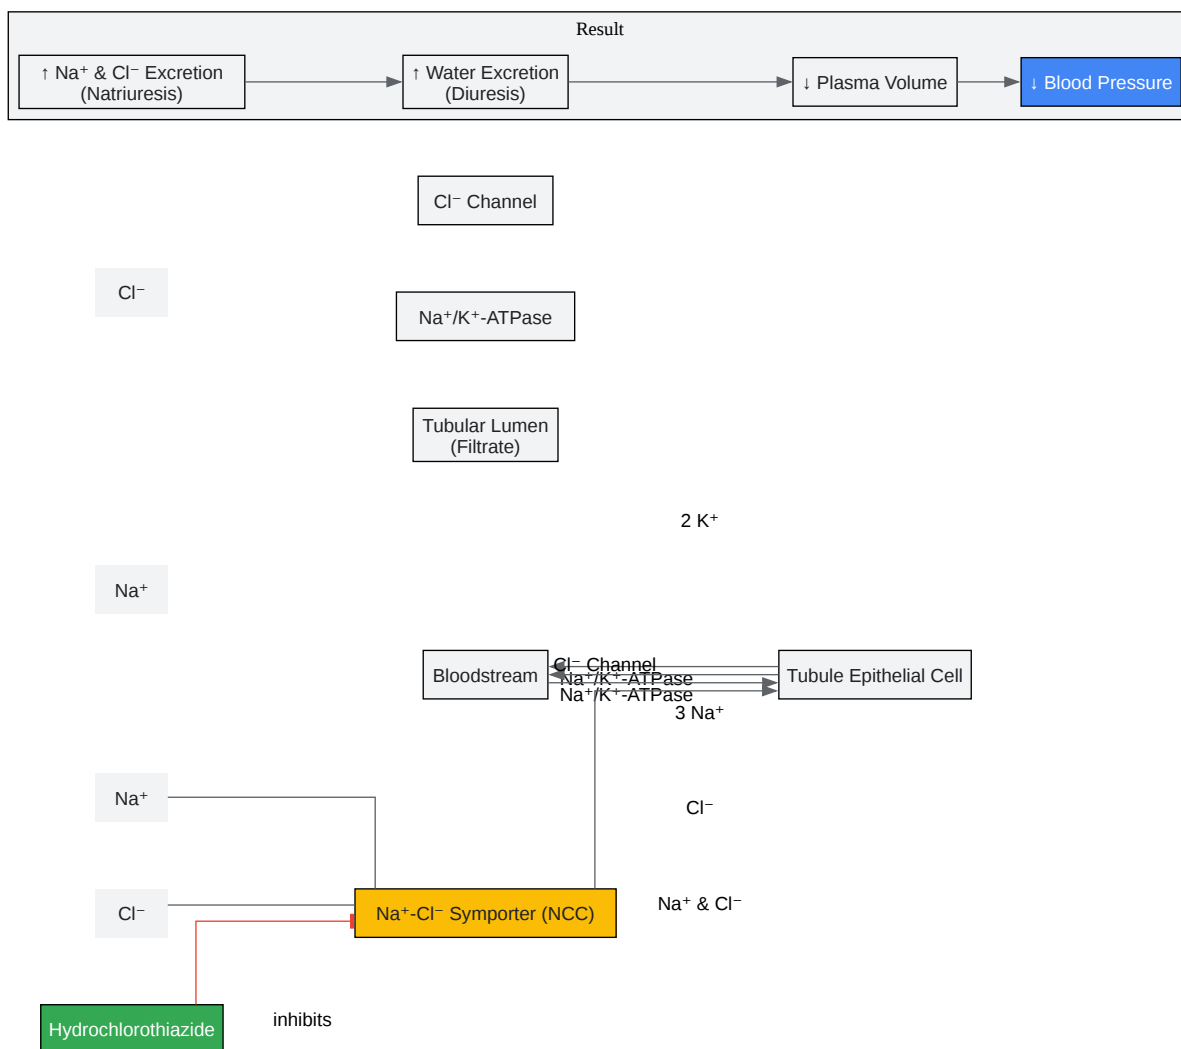 Result
↑ Na⁺ & Cl⁻ Excretion
(Natriuresis)
↑ Water Excretion
(Diuresis)
↓ Plasma Volume
↓ Blood Pressure
Cl⁻ Channel
Cl⁻
Na⁺/K⁺-ATPase
Tubular Lumen
(Filtrate)
2 K⁺
Na⁺
Bloodstream
Cl⁻ Channel
Na⁺/K⁺-ATPase
Na⁺/K⁺-ATPase
Tubule Epithelial Cell
3 Na⁺
Na⁺
Cl⁻
Cl⁻
Na⁺-Cl⁻ Symporter (NCC)
Na⁺ & Cl⁻
Hydrochlorothiazide
inhibits